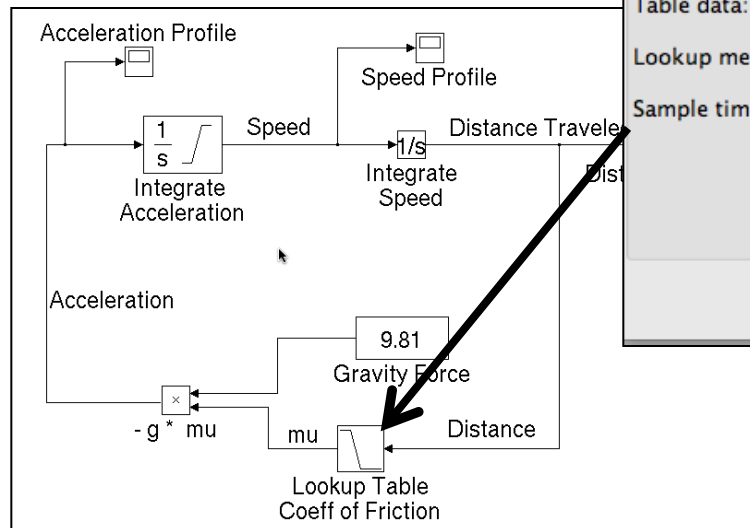 Table data:
Acceleration Profile
Lookup me
Speed Profile
Sample tim
1
s
Speed
1/s
Distance Travele
Integrate
Acceleration
Integrate
Speed
Dist
Acceleration
9.81
Gravity Force
×
- g * mu
mu
Distance
Lookup Table
Coeff of Friction